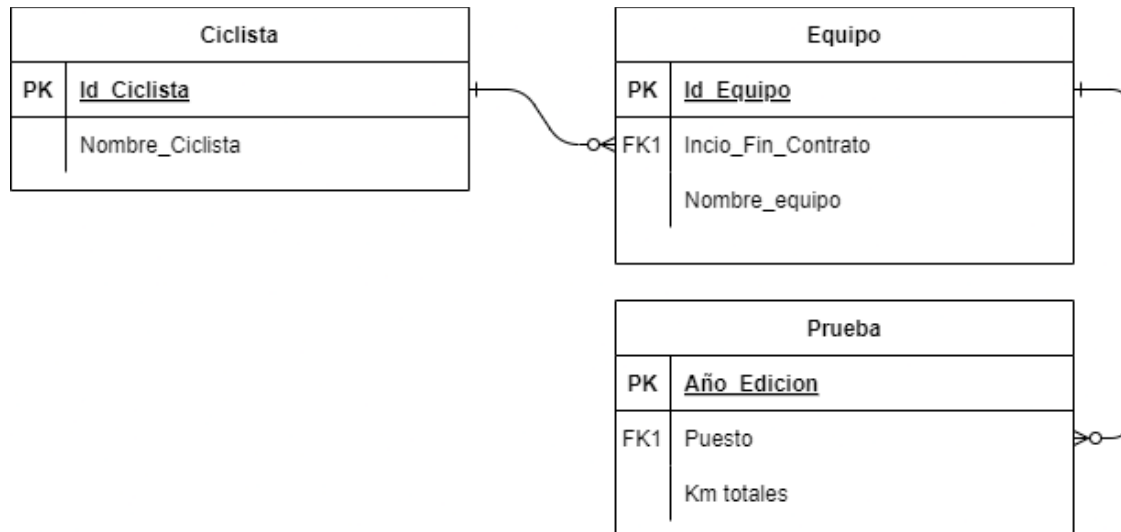 Ciclista
PK Id_Ciclista
Nombre_Ciclista
Equipo
PK Id_Equipo
FK1 Incio_Fin_Contrato
Nombre_equipo
Prueba
PK Año_Edicion
FK1 Puesto
Km totales